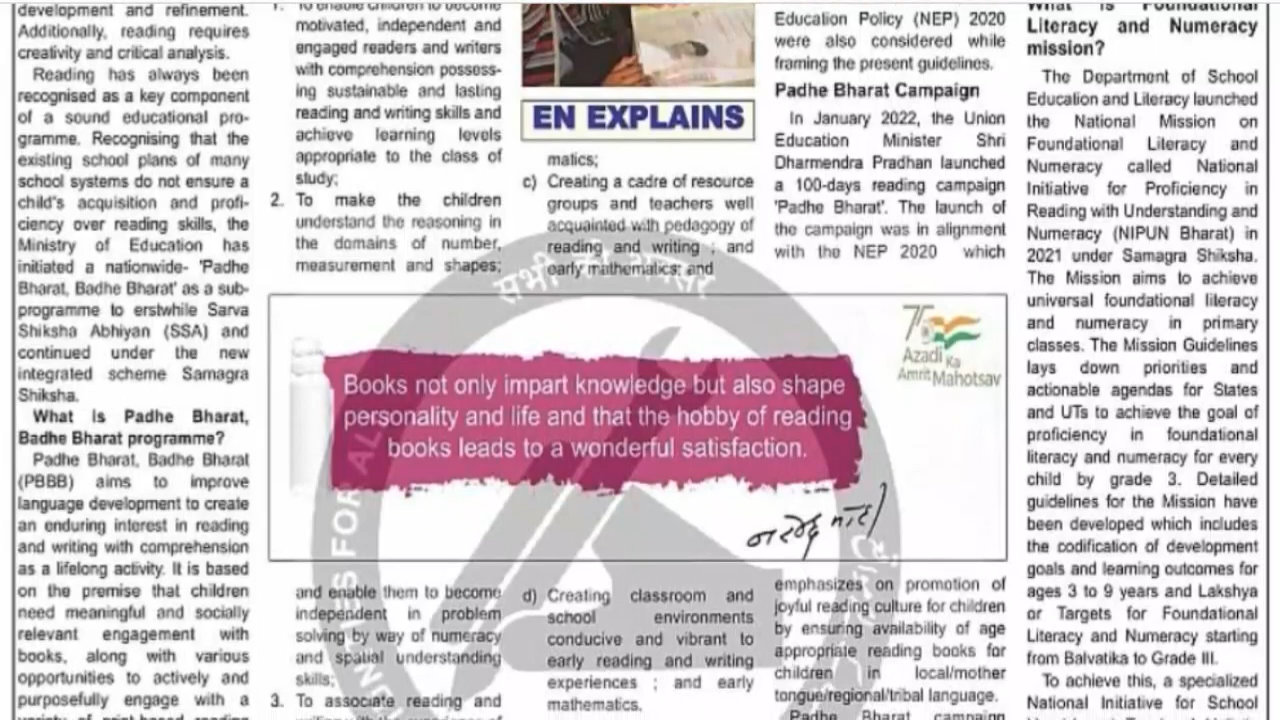 development and refinement.
Additionally, reading requires
creativity and critical analysis.
Reading has always been
recognised as a key component
of a sound educational pro-
gramme. Recognising that the
existing school plans of many
school systems do not ensure a
child's acquisition and profi-
ciency over reading skills, the
Ministry of Education has
initiated a nationwide- 'Padhe
Bharat, Badhe Bharat' as a sub-
programme to erstwhile Sarva
Shiksha Abhiyan (SSA) and
continued under the new
integrated scheme Samagra
Shiksha.
What is Padhe Bharat,
Badhe Bharat programme?
Padhe Bharat, Badhe Bharat
(PBBB) aims to improve
language development to create
an enduring interest in reading
and writing with comprehension
as a lifelong activity. It is based
on the premise that children
need meaningful and socially
relevant engagement with
books, along with various
opportunities to actively and
purposefully engage with a
variety of print-based reading
1. To enable children to become
motivated, independent and
engaged readers and writers
with comprehension possess-
ing sustainable and lasting
reading and writing skills and
achieve learning levels
appropriate to the class of
study;
2. To make the children
understand the reasoning in
the domains of number,
measurement and shapes;
and enable them to become
independent in problem
solving by way of numeracy
and spatial understanding
skills;
3. To associate reading and
EN EXPLAINS
matics;
c) Creating a cadre of resource
groups and teachers well
acquainted with pedagogy of
reading and writing ; and
early mathematics; and
d) Creating classroom and
school environments
conducive and vibrant to
early reading and writing
experiences ; and early
mathematics.
Education Policy (NEP) 2020
were also considered while
framing the present guidelines.
Padhe Bharat Campaign
In January 2022, the Union
Education Minister Shri
Dharmendra Pradhan launched
a 100-days reading campaign
'Padhe Bharat'. The launch of
the campaign was in alignment
with the NEP 2020 which
emphasizes on promotion of
joyful reading culture for children
by ensuring availability of age
appropriate reading books for
children in local/mother
tongue/regional/tribal language.
Padhe Bharat campaign
What is Foundational
Literacy and Numeracy
mission?
The Department of School
Education and Literacy launched
the National Mission on
Foundational Literacy and
Numeracy called National
Initiative for Proficiency in
Reading with Understanding and
Numeracy (NIPUN Bharat) in
2021 under Samagra Shiksha.
The Mission aims to achieve
universal foundational literacy
and numeracy in primary
classes. The Mission Guidelines
lays down priorities and
actionable agendas for States
and UTs to achieve the goal of
proficiency in foundational
literacy and numeracy for every
child by grade 3. Detailed
guidelines for the Mission have
been developed which includes
the codification of development
goals and learning outcomes for
ages 3 to 9 years and Lakshya
or Targets for Foundational
Literacy and Numeracy starting
from Balvatika to Grade III.
To achieve this, a specialized
National Initiative for School
75
Azadi Ka
Amrit Mahotsav
Books not only impart knowledge but also shape
personality and life and that the hobby of reading
books leads to a wonderful satisfaction.
सभी को अवसर
FOR ALL